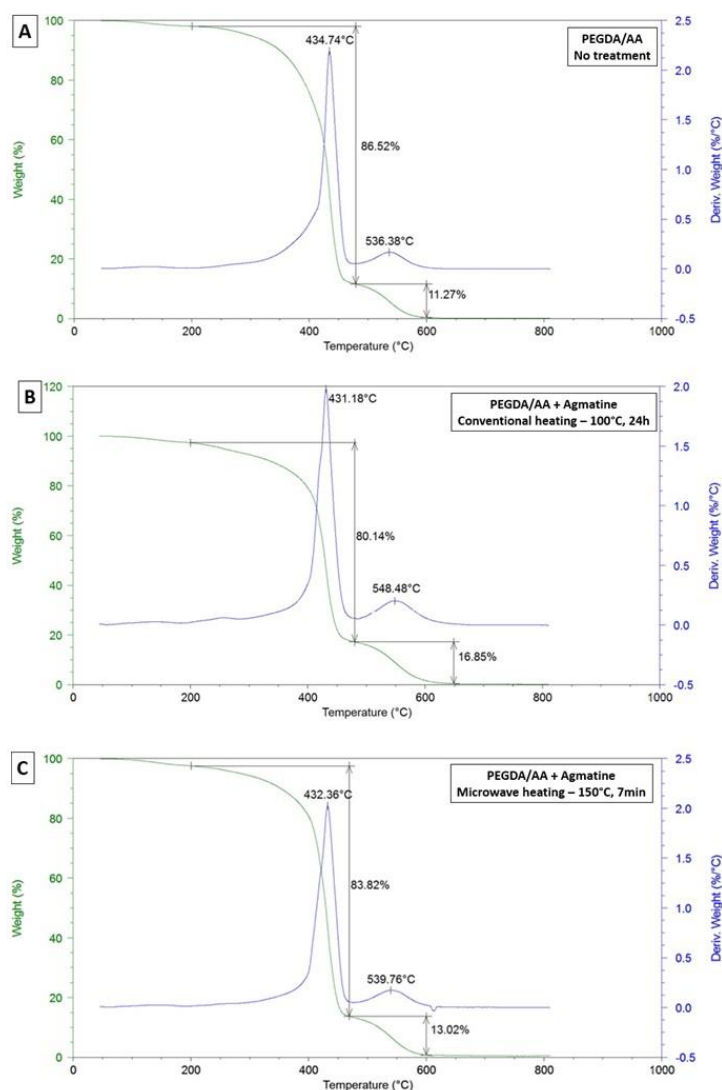 A
PEGDA/AA
No treatment
434.74°C
86.52%
536.38°C
11.27%
Weight (%)
100
80
60
40
20
0
Deriv. Weight (%/°C)
2.5
2.0
1.5
1.0
0.5
0.0
-0.5
0
200
400
600
800
1000
Temperature (°C)
B
PEGDA/AA + Agmatine
Conventional heating – 100°C, 24h
431.18°C
80.14%
548.48°C
16.85%
Weight (%)
120
100
80
60
40
20
0
Deriv. Weight (%/°C)
2.0
1.5
1.0
0.5
0.0
-0.5
0
200
400
600
800
1000
Temperature (°C)
C
PEGDA/AA + Agmatine
Microwave heating – 150°C, 7min
432.36°C
83.82%
539.76°C
13.02%
Weight (%)
100
80
60
40
20
0
Deriv. Weight (%/°C)
2.5
2.0
1.5
1.0
0.5
0.0
-0.5
0
200
400
600
800
1000
Temperature (°C)